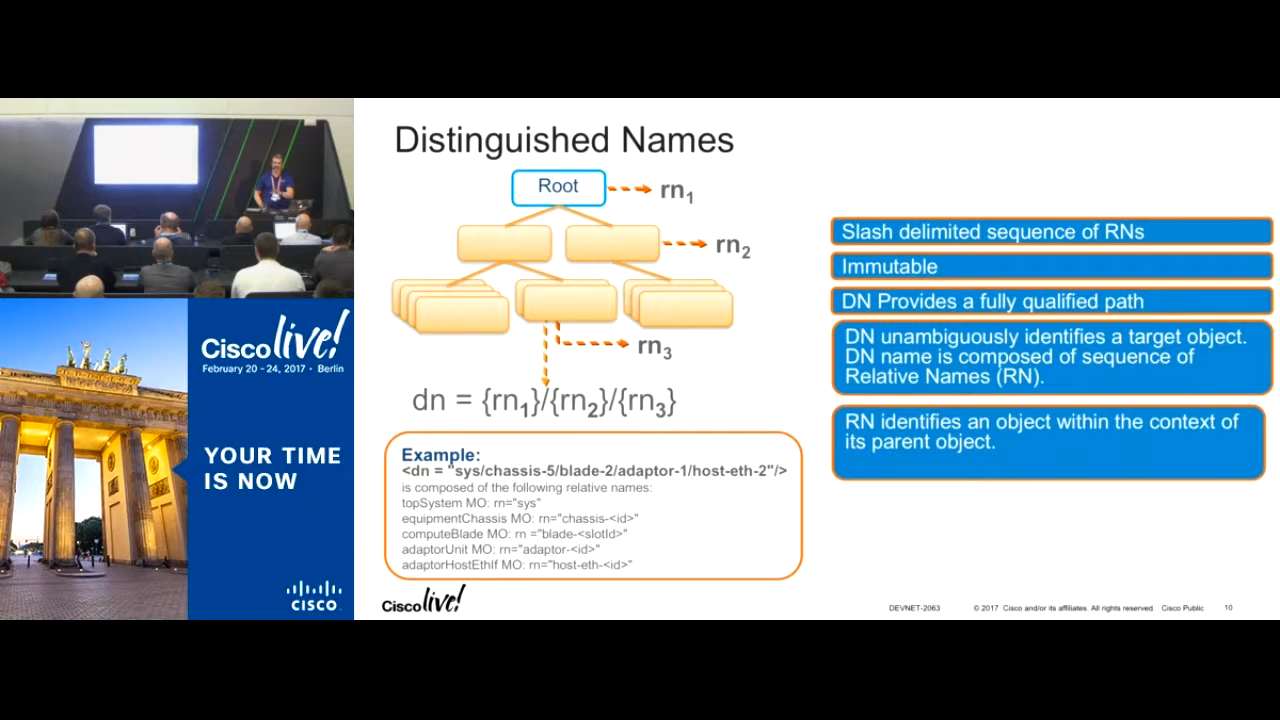 Distinguished Names
Root
rn1
rn2
rn3
dn = {rn1}/{rn2}/{rn3}
Example:
<dn = "sys/chassis-5/blade-2/adaptor-1/host-eth-2"/>
is composed of the following relative names:
topSystem MO: rn="sys"
equipmentChassis MO: rn="chassis-<id>"
computeBlade MO: rn ="blade-<slotId>"
adaptorUnit MO: rn="adaptor-<id>"
adaptorHostEthIf MO: rn="host-eth-<id>"
Slash delimited sequence of RNs
Immutable
DN Provides a fully qualified path
DN unambiguously identifies a target object.
DN name is composed of sequence of
Relative Names (RN).
RN identifies an object within the context of
its parent object.
Cisco live!
February 20 - 24, 2017 • Berlin
YOUR TIME
IS NOW
CISCO
Cisco live!
DEVNET-2063 © 2017 Cisco and/or its affiliates. All rights reserved. Cisco Public 10